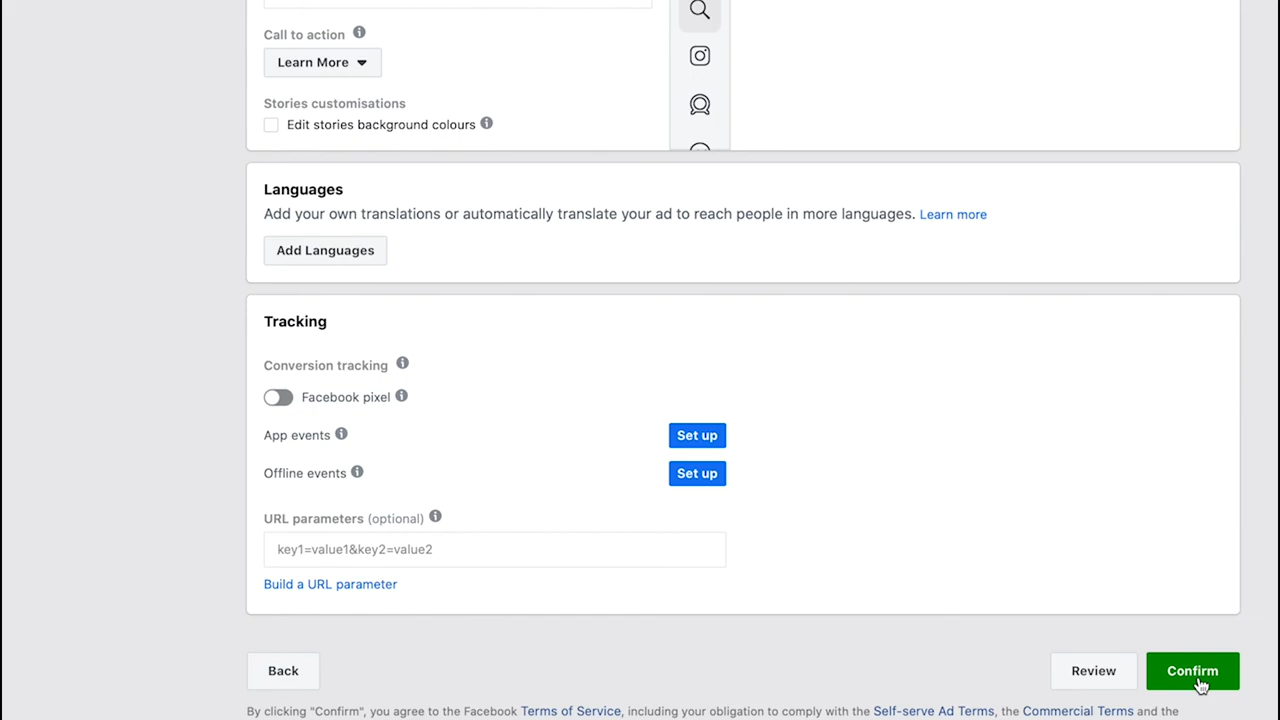 Call to action
Learn More
Stories customisations
Edit stories background colours
Languages
Add your own translations or automatically translate your ad to reach people in more languages. Learn more
Add Languages
Tracking
Conversion tracking
Facebook pixel
App events
Set up
Offline events
Set up
URL parameters (optional)
key1=value1&key2=value2
Build a URL parameter
Back
Review
Confirm
By clicking "Confirm", you agree to the Facebook Terms of Service, including your obligation to comply with the Self-serve Ad Terms, the Commercial Terms and the